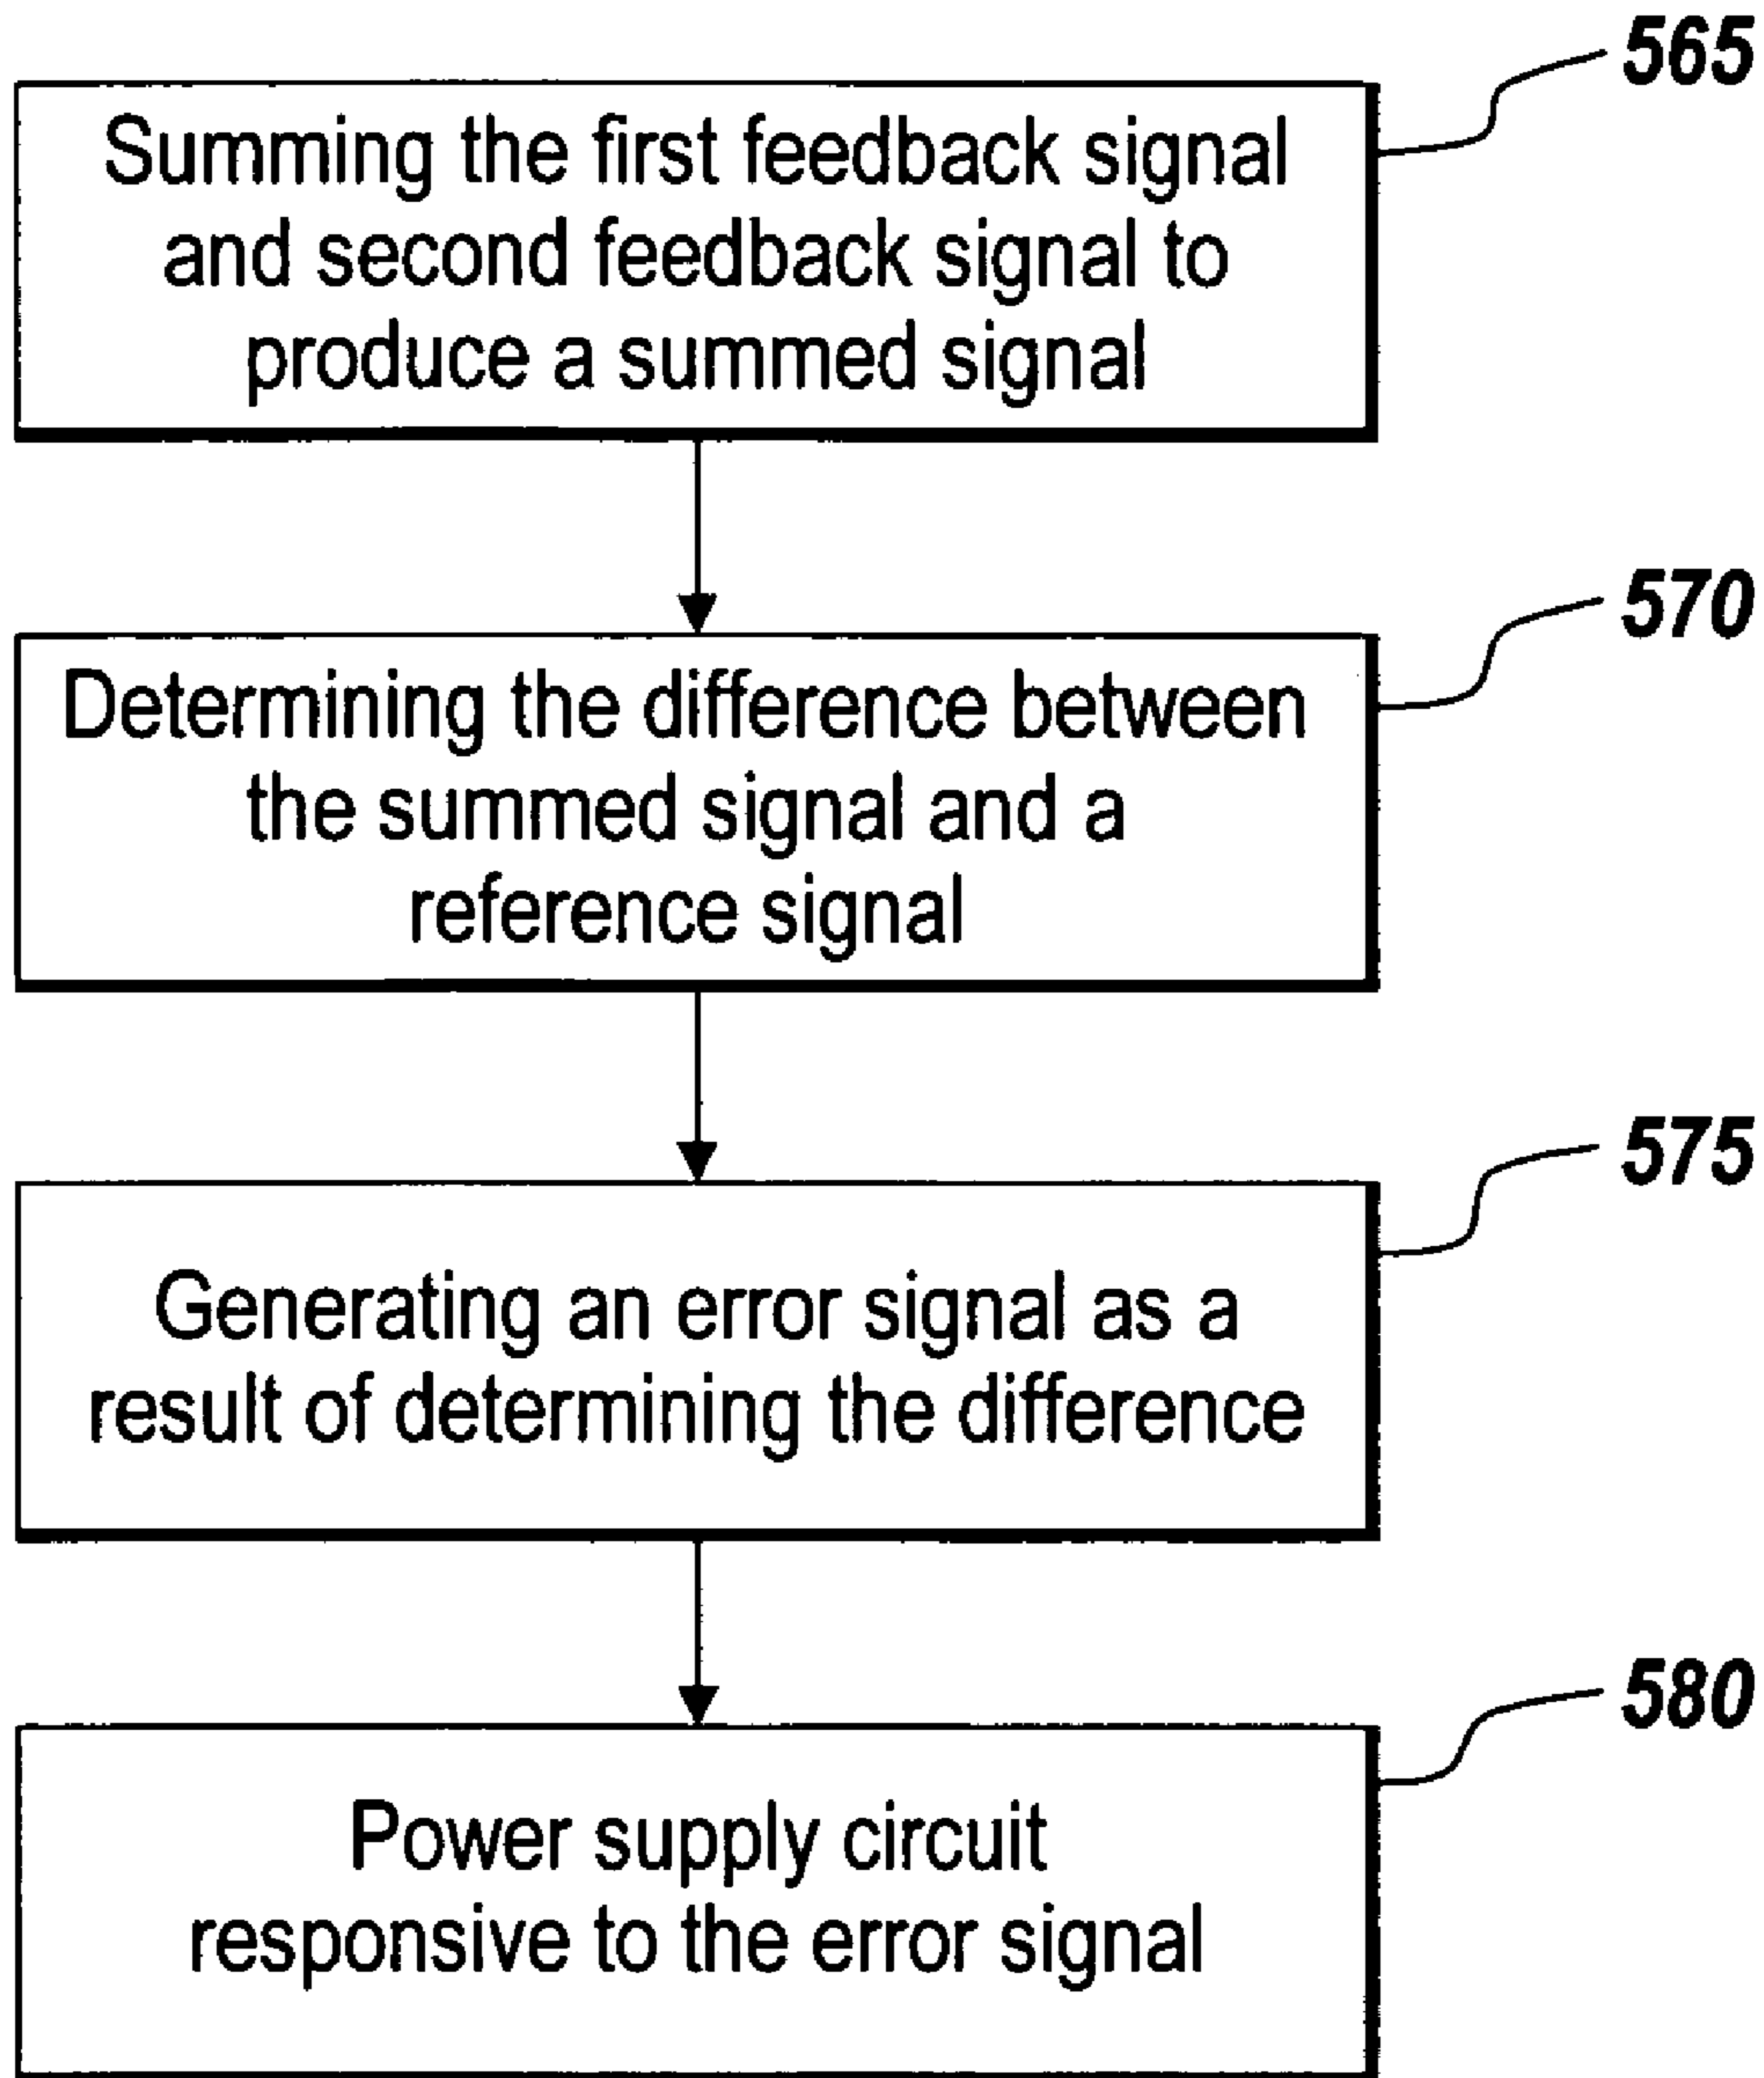 565
Summing the first feedback signal
and second feedback signal to
produce a summed signal
570
Determining the difference between
the summed signal and a
reference signal
575
Generating an error signal as a
result of determining the difference
580
Power supply circuit
responsive to the error signal